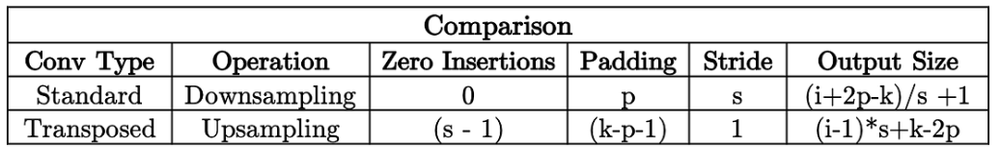 Comparison
Conv Type Operation Zero Insertions Padding Stride Output Size
Standard Downsampling 0 p s (i+2p-k)/s +1
Transposed Upsampling (s - 1) (k-p-1) 1 (i-1)*s+k-2p